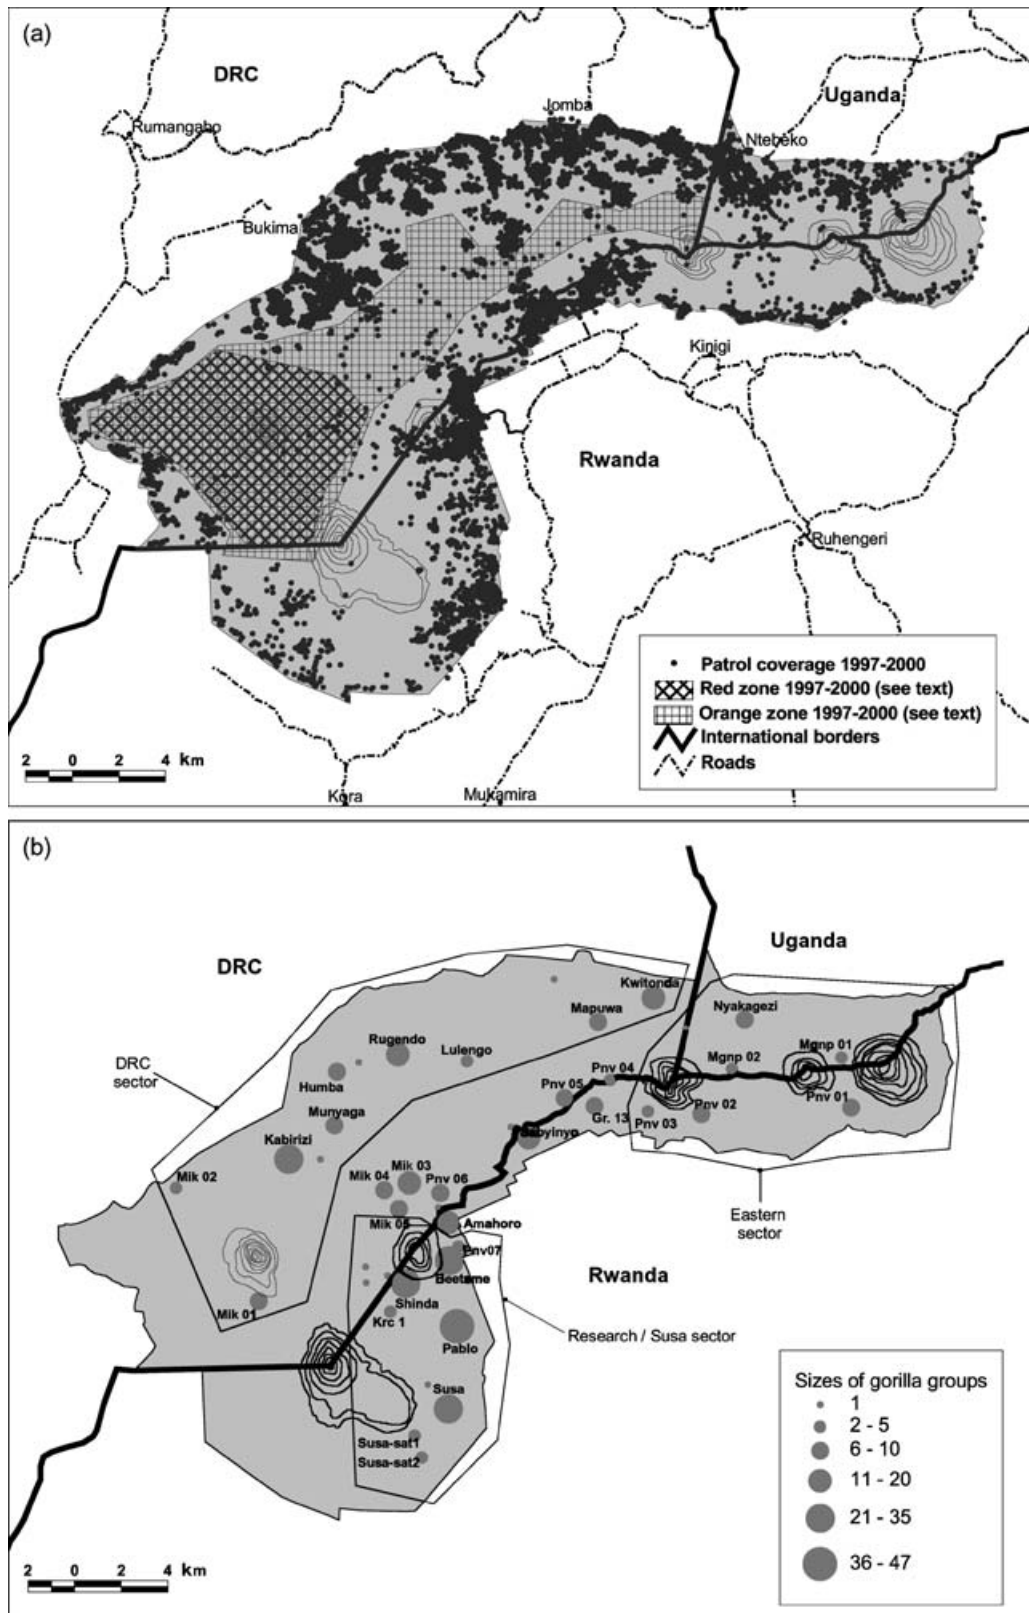 (a)
DRC
Uganda
Jomba
Rumangabo
Ntebeko
Bukima
Kinigi
Rwanda
Ruhengeri
Patrol coverage 1997-2000
Red zone 1997-2000 (see text)
Orange zone 1997-2000 (see text)
International borders
Roads
2 0 2 4 km
Kora
Mukamira
(b)
Uganda
DRC
Kwitonda
Nyakagezi
Mapuwa
Rugendo
Lulengo
Mgnp 01
DRC
sector
Mgnp 02
Humba
Pnv 04
Pnv 05
Pnv 01
Munyaga
Gr. 13
Pnv 02
Pnv 03
Sabyinyo
Kabirizi
Mik 03
Mik 02
Mik 04
Pnv 06
Mik 05
Amahoro
Eastern
sector
Pnv07
Rwanda
Beetsme
Shinda
Mik 01
Krc 1
Research / Susa sector
Pablo
Susa
Sizes of gorilla groups
1
2 - 5
Susa-sat1
6 - 10
Susa-sat2
11 - 20
21 - 35
36 - 47
2 0 2 4 km